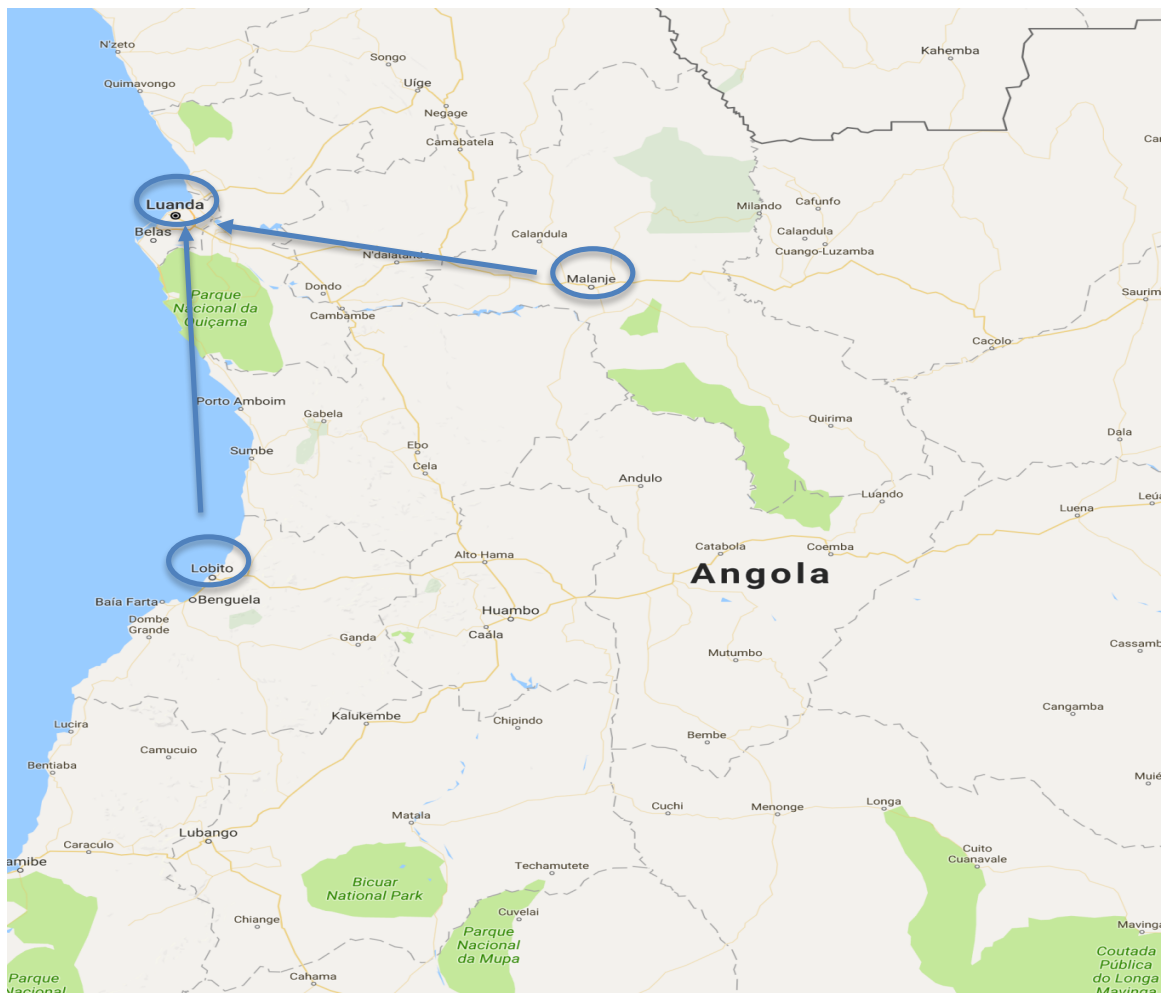 N'zeto
Songo
Kahemba
Quimavongo
Uíge
Negage
Camabatela
Luanda
Belas
Milando
Cafunfo
Calandula
Calandula
Cuango-Luzamba
N'dalatando
Malanje
Dondo
Cambambe
Parque
Nacional da
Quiçama
Saurim
Cacolo
Porto Amboim
Gabela
Quirima
Dala
Sumbe
Ebo
Cela
Andulo
Luando
Leúa
Luena
Lobito
Alto Hama
Catabola
Coemba
Angola
Baía Farta
Benguela
Dombe
Grande
Huambo
Caála
Ganda
Mutumbo
Cassamb
Lucira
Kalukembe
Chipindo
Cangamba
Camucuio
Bembe
Bentiaba
Muié
Matala
Cuchi
Menonge
Longa
Lubango
Caraculo
amibe
Cuito
Cuanavale
Techamutete
Bicuar
National Park
Chiange
Cuvelai
Parque
Nacional
da Mupa
Mavinga
Coutada
Pública
do Longa
Mavinga
Cahama
Parque
Nacional